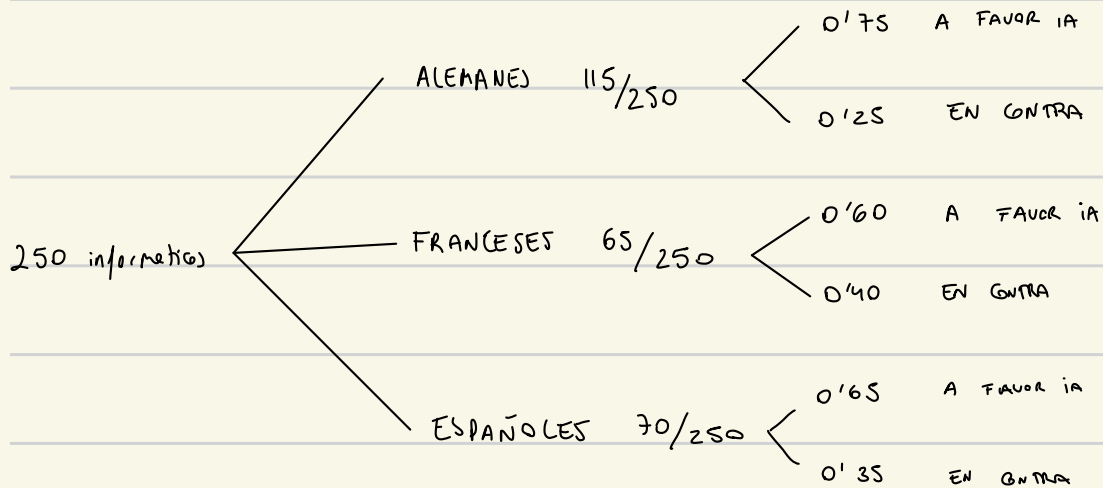 0'75 A FAVOR IA
ALEMANES 115/250
0'25 EN CONTRA
0'60 A FAVOR iA
FRANCESES 65/250
250 informaticos
0'40 EN CONTRA
0'65 A FAVOR iA
ESPAÑOLES 70/250
0'35 EN CONTRA